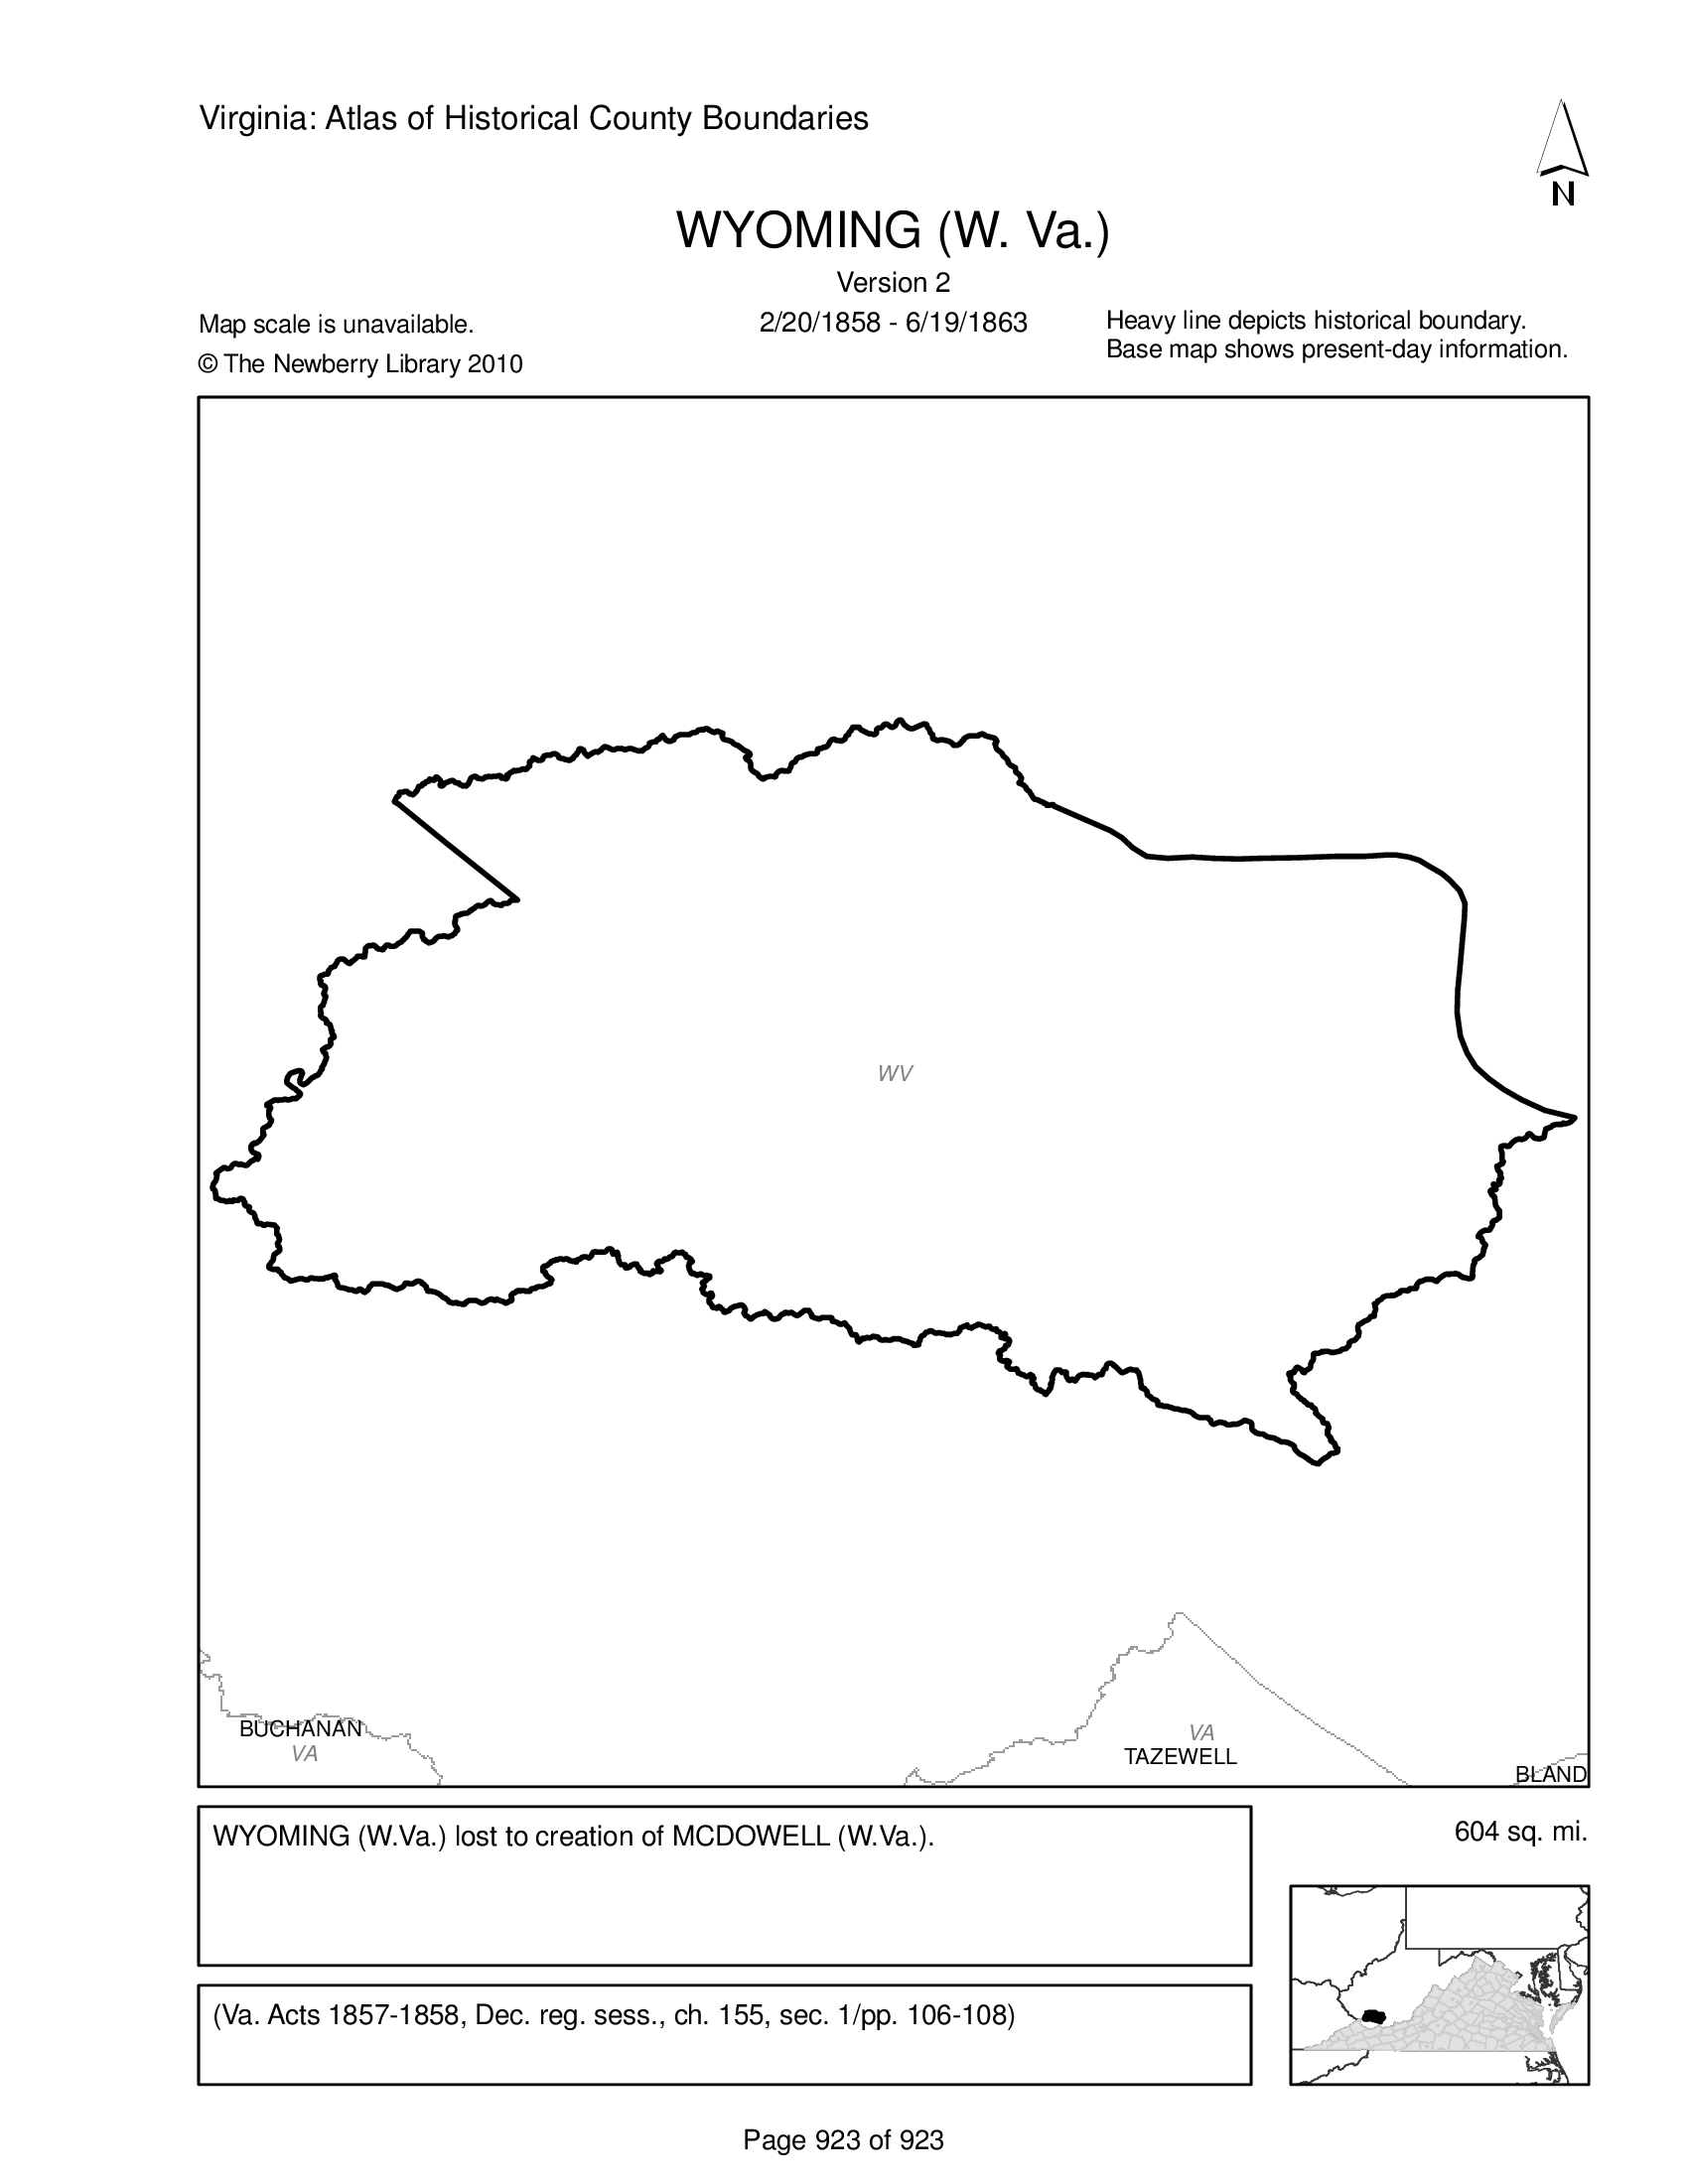 Virginia: Atlas of Historical County Boundaries
N
WYOMING (W. Va.)
Version 2
2/20/1858 - 6/19/1863
Map scale is unavailable.
© The Newberry Library 2010
Heavy line depicts historical boundary.
Base map shows present-day information.
WV
BUCHANAN
VA
VA
TAZEWELL
BLAND
WYOMING (W.Va.) lost to creation of MCDOWELL (W.Va.).
604 sq. mi.
(Va. Acts 1857-1858, Dec. reg. sess., ch. 155, sec. 1/pp. 106-108)
Page 923 of 923